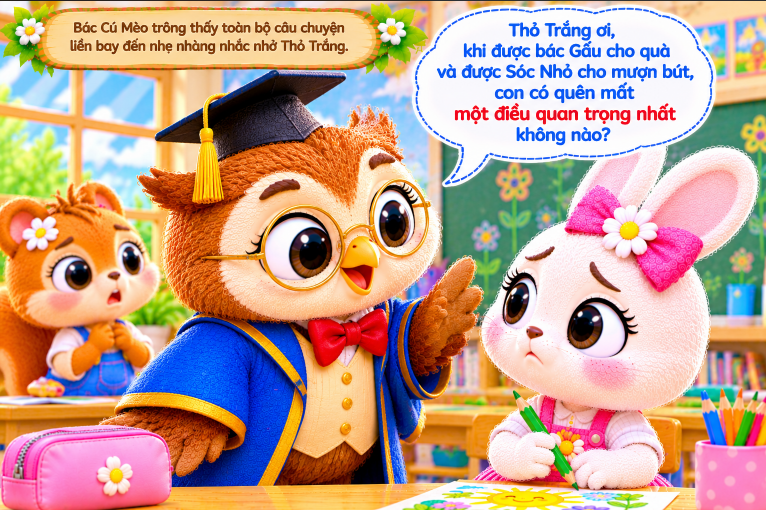 Bác Cú Mèo trông thấy toàn bộ câu chuyện
liền bay đến nhẹ nhàng nhắc nhở Thỏ Trắng.
Thỏ Trắng ơi,
khi được bác Gấu cho quà
và được Sóc Nhỏ cho mượn bút,
con có quên mất
một điều quan trọng nhất
không nào?